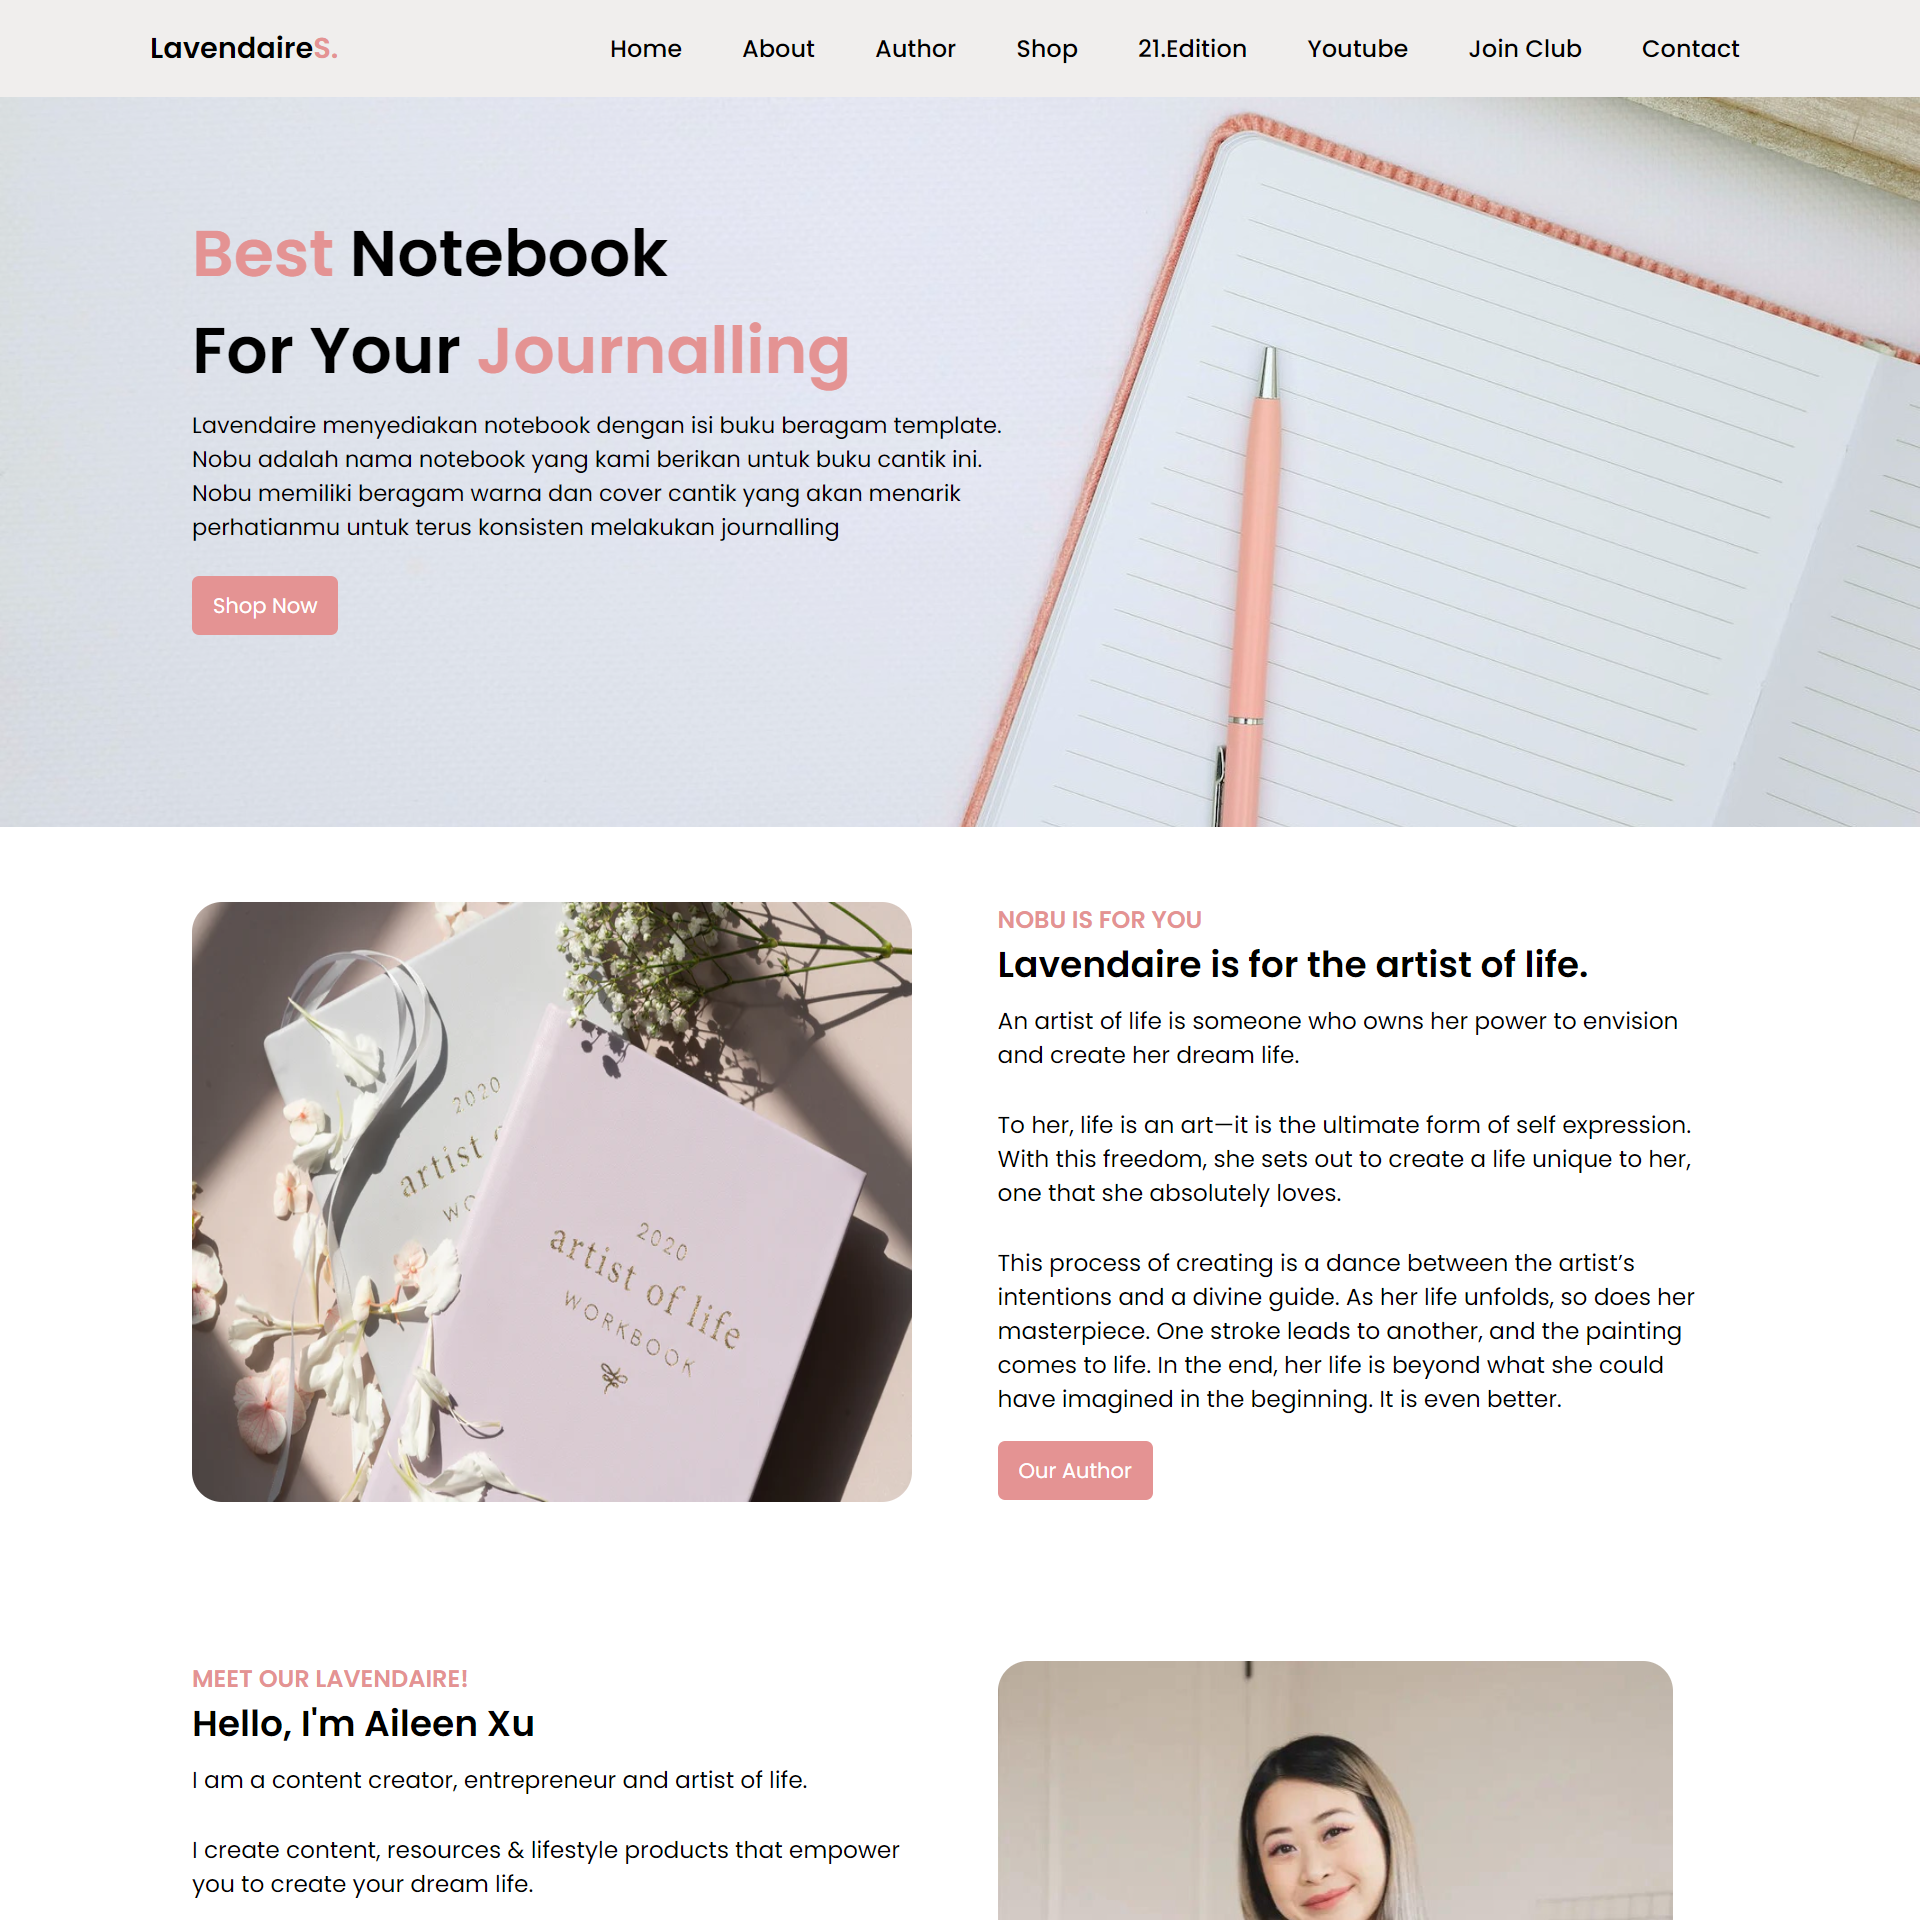 LavendaireS.
Home About Author Shop 21.Edition Youtube Join Club Contact
Best Notebook
For Your Journalling
Lavendaire menyediakan notebook dengan isi buku beragam template.
Nobu adalah nama notebook yang kami berikan untuk buku cantik ini.
Nobu memiliki beragam warna dan cover cantik yang akan menarik
perhatianmu untuk terus konsisten melakukan journalling
Shop Now
2020
artist o
WO
2020
artist of life
WORKBOOK
NOBU IS FOR YOU
Lavendaire is for the artist of life.
An artist of life is someone who owns her power to envision
and create her dream life.
To her, life is an art—it is the ultimate form of self expression.
With this freedom, she sets out to create a life unique to her,
one that she absolutely loves.
This process of creating is a dance between the artist’s
intentions and a divine guide. As her life unfolds, so does her
masterpiece. One stroke leads to another, and the painting
comes to life. In the end, her life is beyond what she could
have imagined in the beginning. It is even better.
Our Author
MEET OUR LAVENDAIRE!
Hello, I'm Aileen Xu
I am a content creator, entrepreneur and artist of life.
I create content, resources & lifestyle products that empower
you to create your dream life.